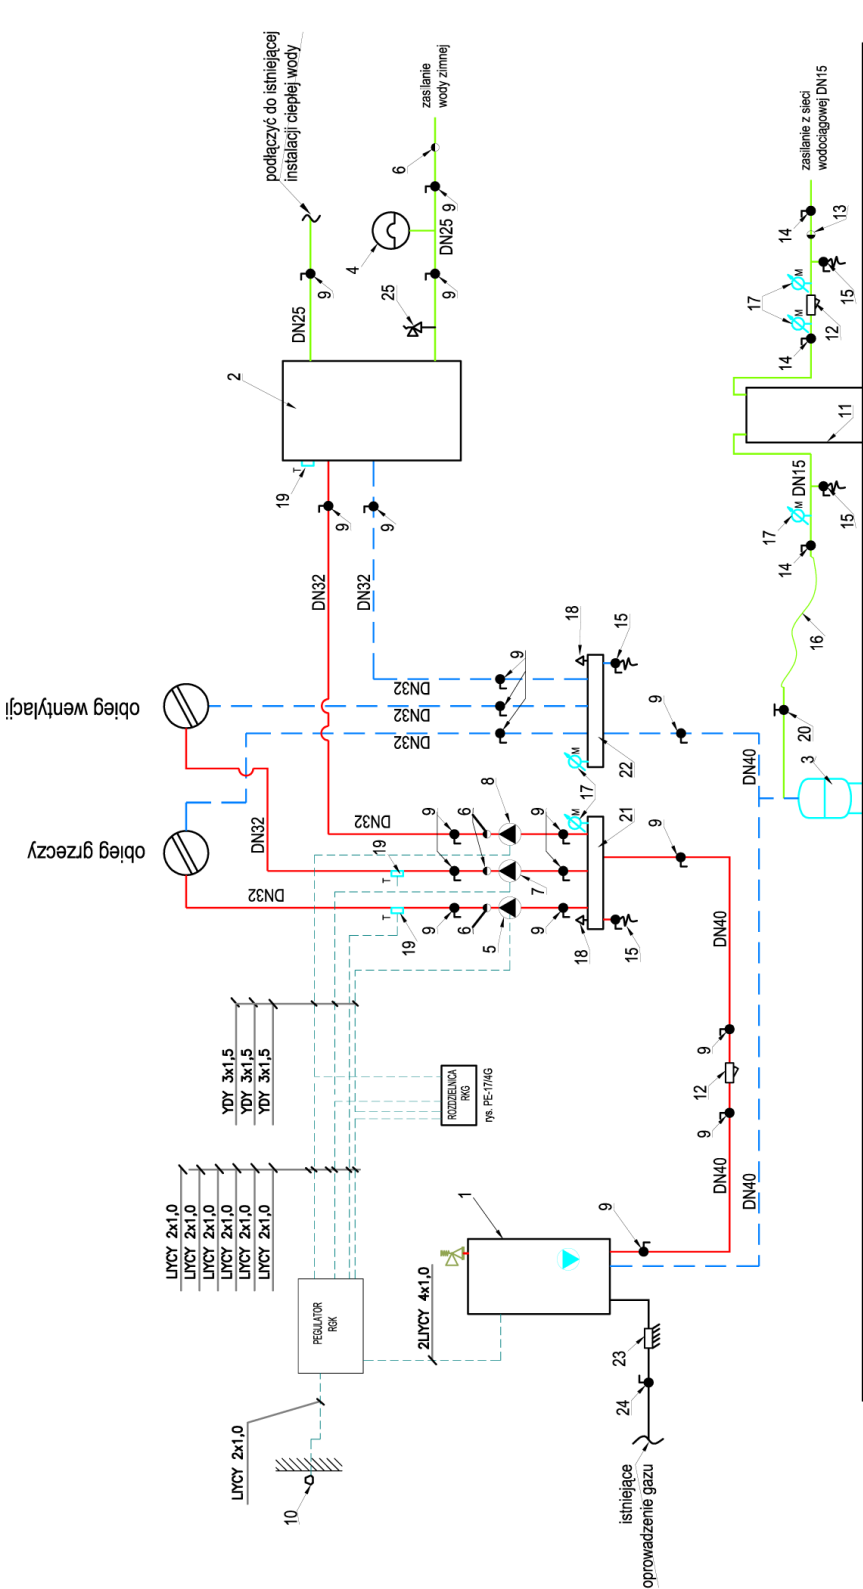 podłączyć do istniejącej
instalacji ciepłej wody
zasilanie
wody zimnej
zasilanie z sieci
wodociągowej DN15
6
9
4
DN25
9
25
9
DN25
2
14
13
17
15
12
14
11
19
9
9
DN32
DN32
DN15
17
15
14
16
20
3
obieg wentylacji
obieg grzeczy
18
15
9
DN32
DN32
DN32
22
17
9
DN40
8
6
9
9
DN32
DN32
DN32
19
19
7
5
9
6
9
21
18
15
9
DN40
YDY 3x1,5
YDY 3x1,5
YDY 3x1,5
ROZDZIELNICA
RKG
rys. PE-17/4G
9
12
9
DN40
DN40
LIYCY 2x1,0
LIYCY 2x1,0
LIYCY 2x1,0
LIYCY 2x1,0
LIYCY 2x1,0
LIYCY 2x1,0
PEGULATOR
RGK
2LIYCY 4x1,0
1
9
23
24
LIYCY 2x1,0
10
istniejące
oprowadzenie gazu
T
T
T
M
M
M
M
M